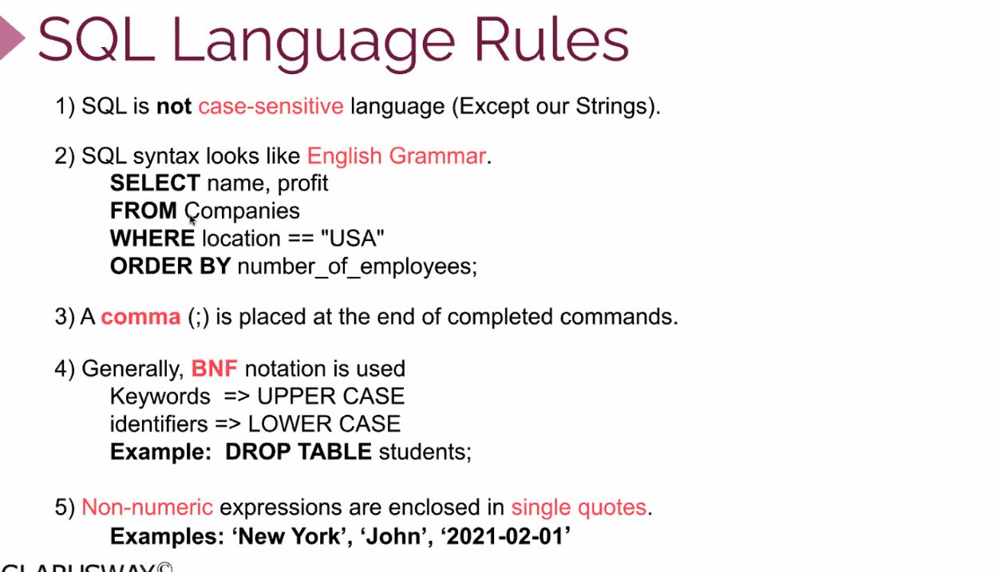 SQL Language Rules
1) SQL is not case-sensitive language (Except our Strings).
2) SQL syntax looks like English Grammar.
SELECT name, profit
FROM Companies
WHERE location == "USA"
ORDER BY number_of_employees;
3) A comma (;) is placed at the end of completed commands.
4) Generally, BNF notation is used
Keywords => UPPER CASE
identifiers => LOWER CASE
Example: DROP TABLE students;
5) Non-numeric expressions are enclosed in single quotes.
Examples: ‘New York’, ‘John’, ‘2021-02-01’
CLARUSWAY©